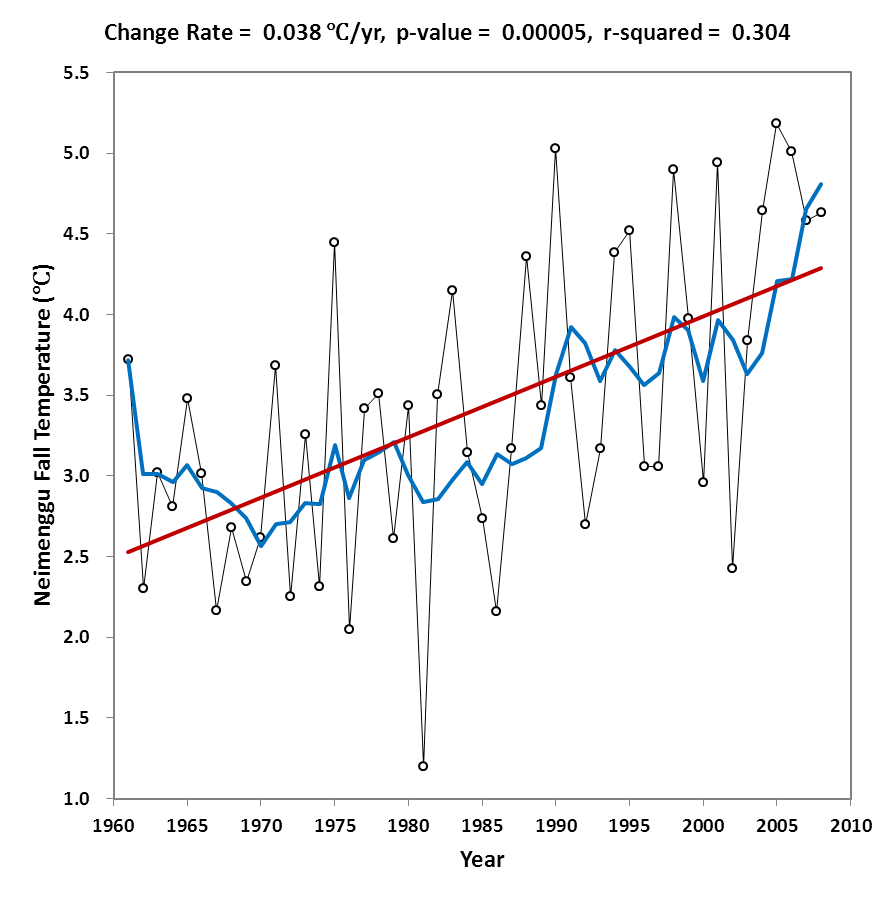 Change Rate = 0.038 ℃/yr, p-value = 0.00005, r-squared = 0.304
5.5
5.0
4.5
4.0
3.5
3.0
2.5
2.0
1.5
1.0
Neimenggu Fall Temperature (℃)
1960 1965 1970 1975 1980 1985 1990 1995 2000 2005 2010
Year